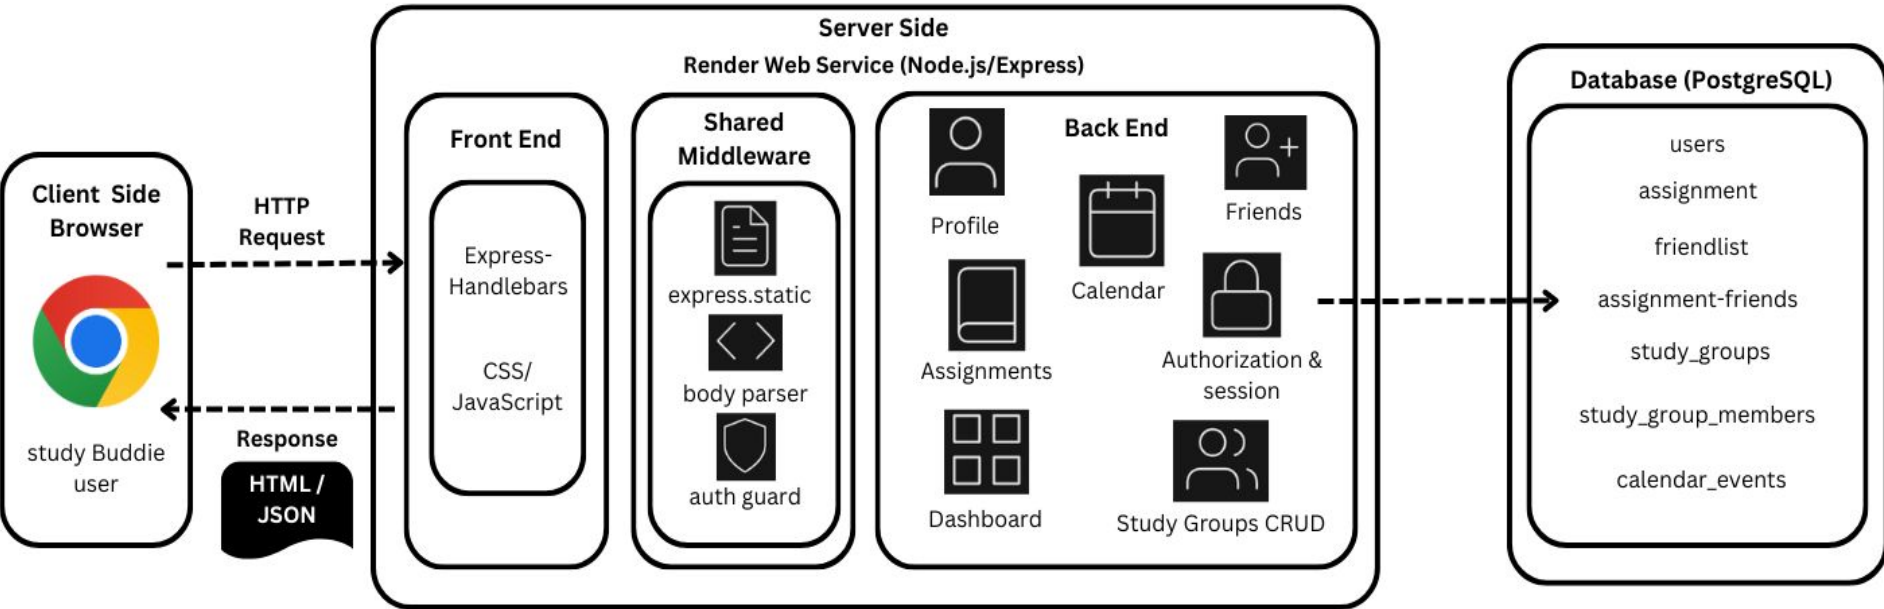 Server Side
Render Web Service (Node.js/Express)
Client Side
Browser
study Buddie
user
HTTP
Request
Response
HTML /
JSON
Front End
Express-
Handlebars
CSS/
JavaScript
Shared
Middleware
express.static
body parser
auth guard
Back End
Profile
Friends
Calendar
Assignments
Authorization &
session
Dashboard
Study Groups CRUD
Database (PostgreSQL)
users
assignment
friendlist
assignment-friends
study_groups
study_group_members
calendar_events